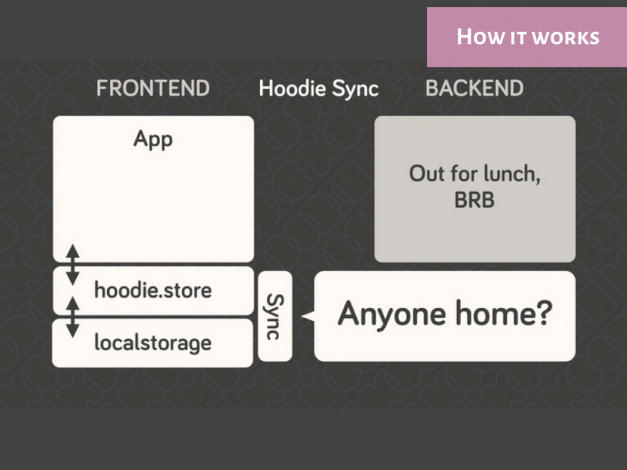 How it works
FRONTEND
Hoodie Sync
BACKEND
App
Out for lunch,
BRB
hoodie.store
localstorage
Sync
Anyone home?